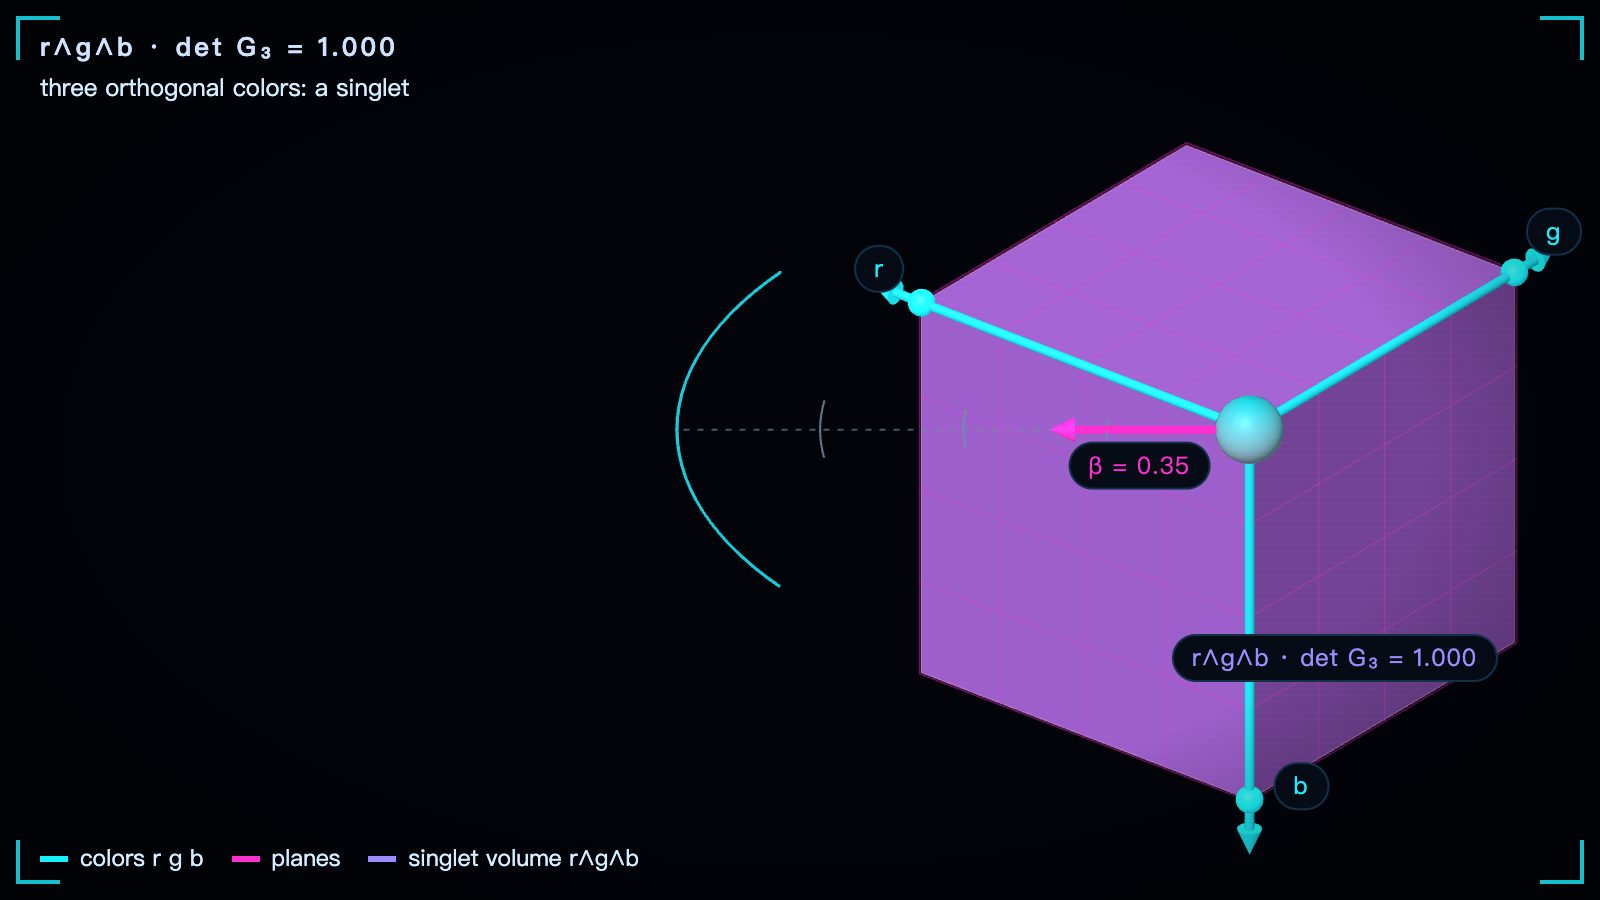 r∧g∧b · det G₃ = 1.000
three orthogonal colors: a singlet
r
g
β = 0.35
r∧g∧b · det G₃ = 1.000
b
colors r g b
planes
singlet volume r∧g∧b